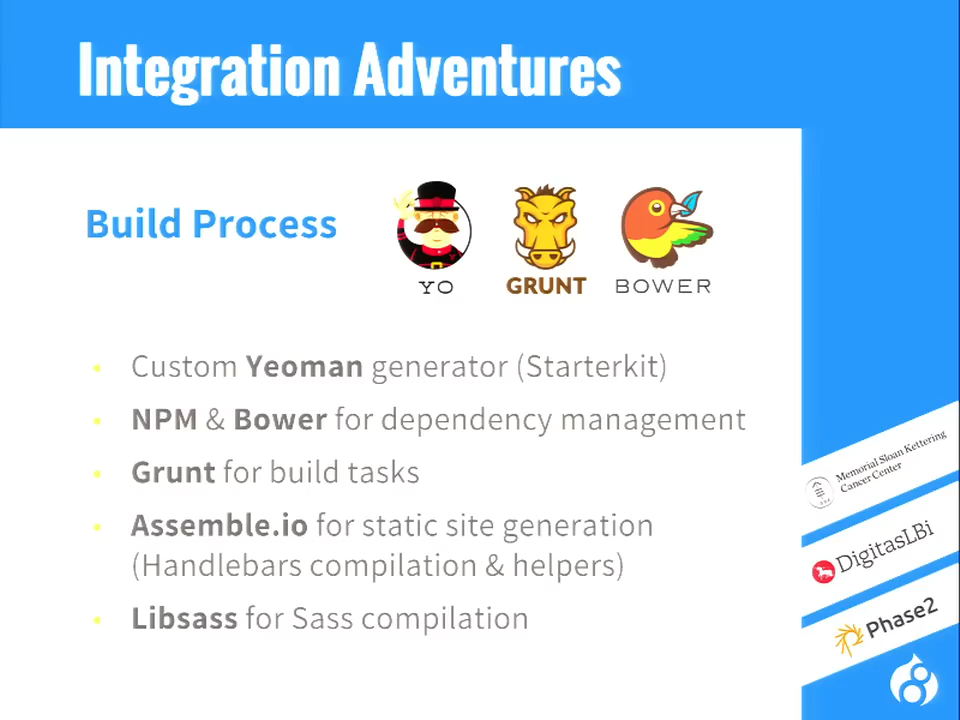 Integration Adventures
Build Process
YO
GRUNT
BOWER
• Custom Yeoman generator (Starterkit)
• NPM & Bower for dependency management
• Grunt for build tasks
• Assemble.io for static site generation
(Handlebars compilation & helpers)
• Libsass for Sass compilation
Memorial Sloan Kettering
Cancer Center
DigitasLBi
Phase2
8